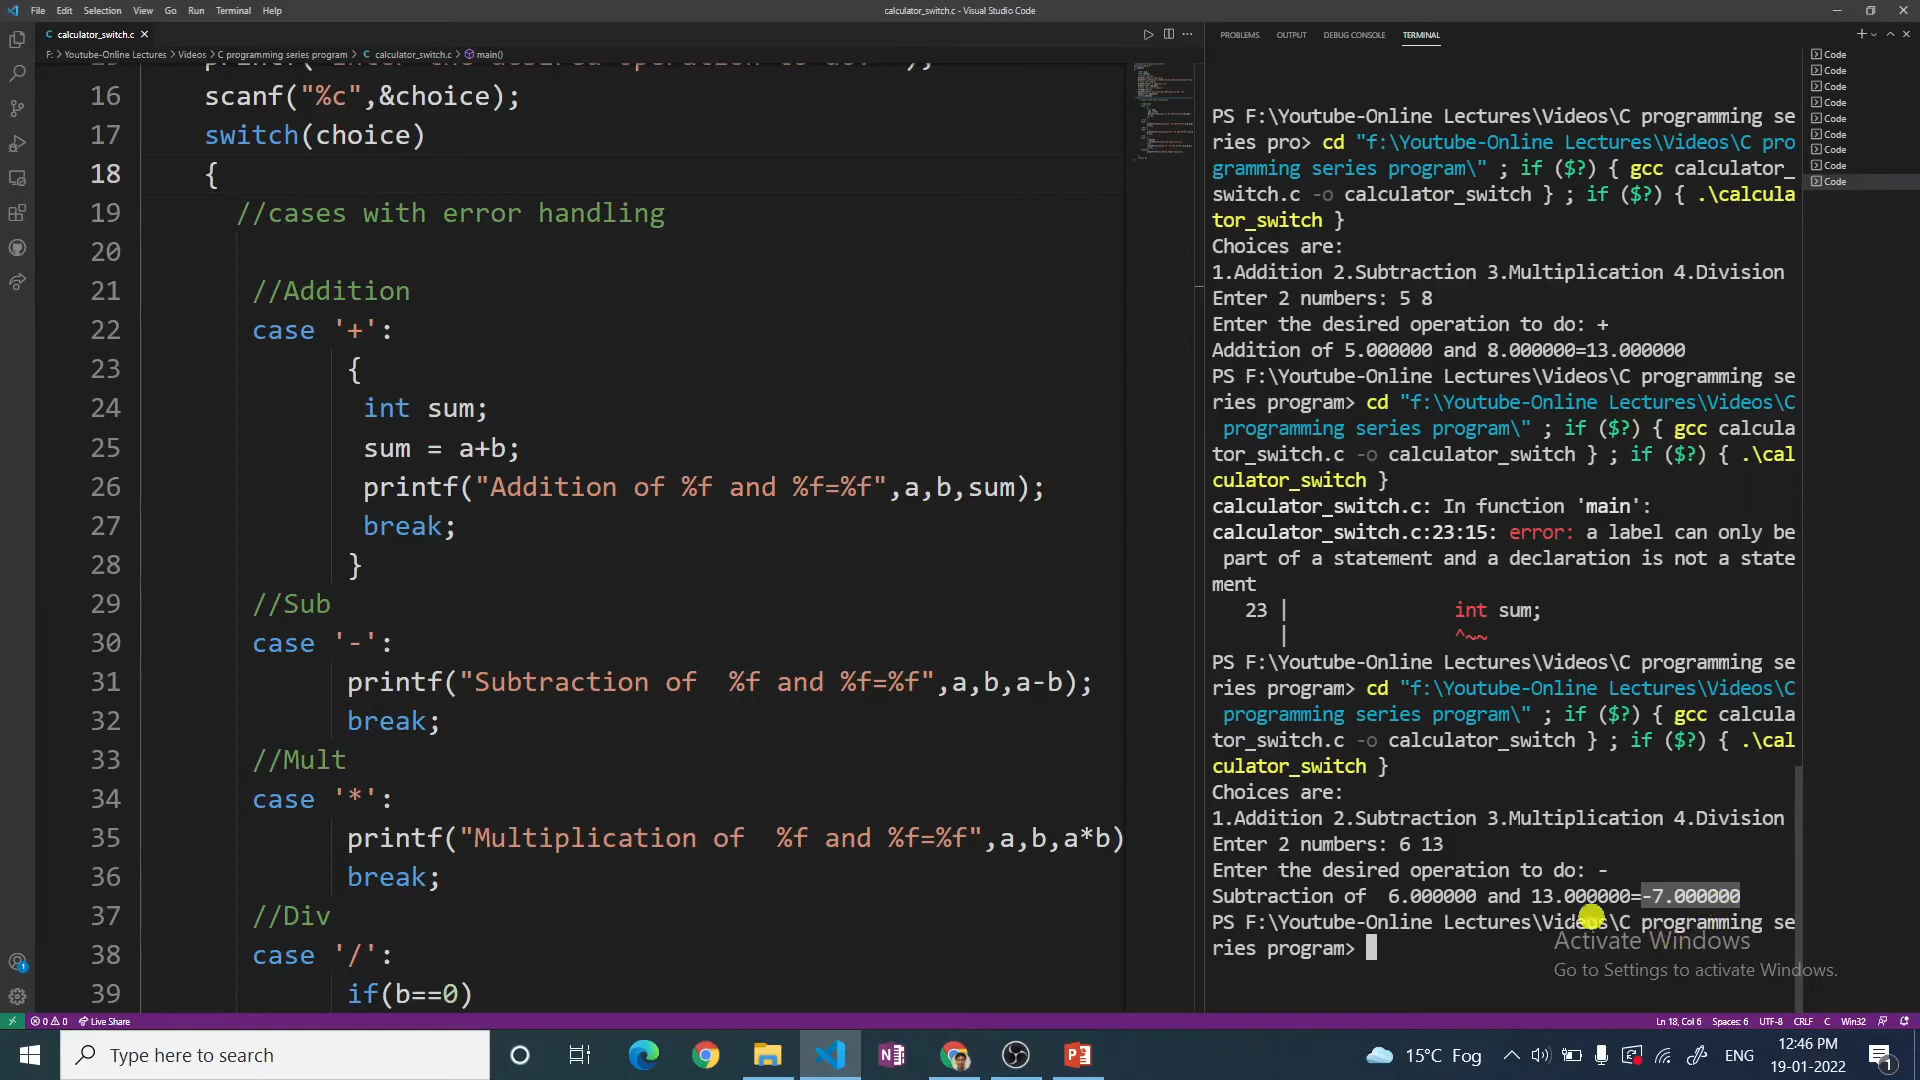 File Edit Selection View Go Run Terminal Help
calculator_switch.c - Visual Studio Code
calculator_switch.c
F: > Youtube-Online Lectures > Videos > C programming series program > C calculator_switch.c > main()
16 scanf("%c",&choice);
17 switch(choice)
18 {
19 //cases with error handling
20
21 //Addition
22 case '+':
23 {
24 int sum;
25 sum = a+b;
26 printf("Addition of %f and %f=%f",a,b,sum);
27 break;
28 }
29 //Sub
30 case '-':
31 printf("Subtraction of  %f and %f=%f",a,b,a-b);
32 break;
33 //Mult
34 case '*':
35 printf("Multiplication of  %f and %f=%f",a,b,a*b)
36 break;
37 //Div
38 case '/':
39 if(b==0)
PROBLEMS OUTPUT DEBUG CONSOLE TERMINAL
PS F:\Youtube-Online Lectures\Videos\C programming se
ries pro> cd "f:\Youtube-Online Lectures\Videos\C pro
gramming series program\" ; if ($?) { gcc calculator_
switch.c -o calculator_switch } ; if ($?) { .\calcula
tor_switch }
Choices are:
1.Addition 2.Subtraction 3.Multiplication 4.Division
Enter 2 numbers: 5 8
Enter the desired operation to do: +
Addition of 5.000000 and 8.000000=13.000000
PS F:\Youtube-Online Lectures\Videos\C programming se
ries program> cd "f:\Youtube-Online Lectures\Videos\C
programming series program\" ; if ($?) { gcc calcula
tor_switch.c -o calculator_switch } ; if ($?) { .\cal
culator_switch }
calculator_switch.c: In function 'main':
calculator_switch.c:23:15: error: a label can only be
part of a statement and a declaration is not a state
ment
23 | int sum;
| ^~~
PS F:\Youtube-Online Lectures\Videos\C programming se
ries program> cd "f:\Youtube-Online Lectures\Videos\C
programming series program\" ; if ($?) { gcc calcula
tor_switch.c -o calculator_switch } ; if ($?) { .\cal
culator_switch }
Choices are:
1.Addition 2.Subtraction 3.Multiplication 4.Division
Enter 2 numbers: 6 13
Enter the desired operation to do: -
Subtraction of  6.000000 and 13.000000=-7.000000
PS F:\Youtube-Online Lectures\Videos\C programming se
ries program>
Code
Code
Code
Code
Code
Code
Code
Code
Code
Activate Windows
Go to Settings to activate Windows.
0 0 Live Share
Ln 18, Col 6 Spaces: 6 UTF-8 CRLF C Win32
Type here to search
15°C Fog
ENG
12:46 PM
19-01-2022
1